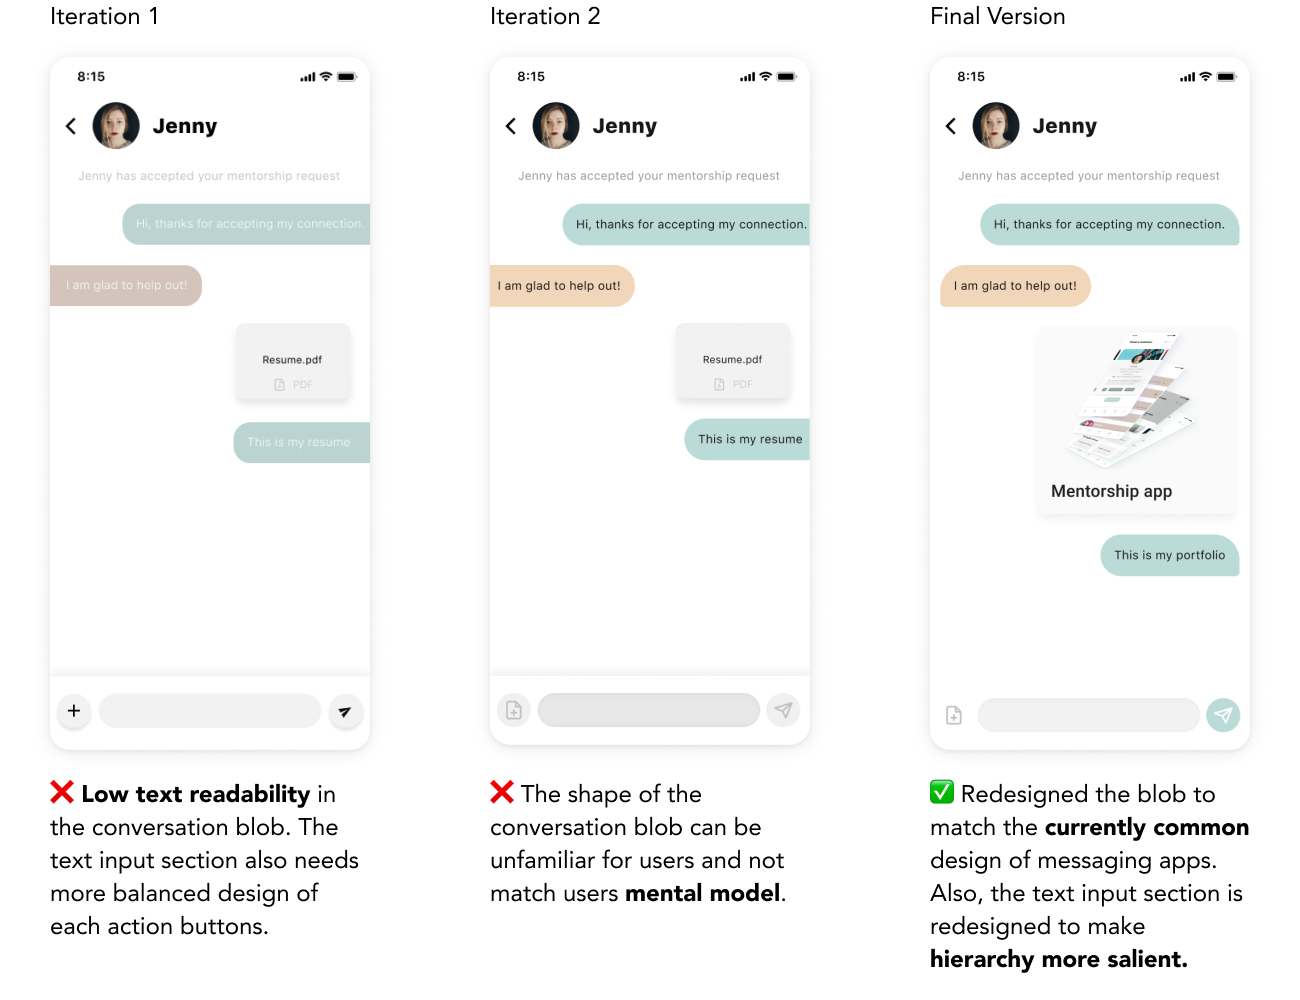 Iteration 1
8:15
Jenny
Jenny has accepted your mentorship request
Hi, thanks for accepting my connection.
I am glad to help out!
Resume.pdf
PDF
This is my resume
❌ Low text readability in
the conversation blob. The
text input section also needs
more balanced design of
each action buttons.
Iteration 2
8:15
Jenny
Jenny has accepted your mentorship request
Hi, thanks for accepting my connection.
I am glad to help out!
Resume.pdf
PDF
This is my resume
❌ The shape of the
conversation blob can be
unfamiliar for users and not
match users mental model.
Final Version
8:15
Jenny
Jenny has accepted your mentorship request
Hi, thanks for accepting my connection.
I am glad to help out!
Mentorship app
This is my portfolio
✅ Redesigned the blob to
match the currently common
design of messaging apps.
Also, the text input section is
redesigned to make
hierarchy more salient.